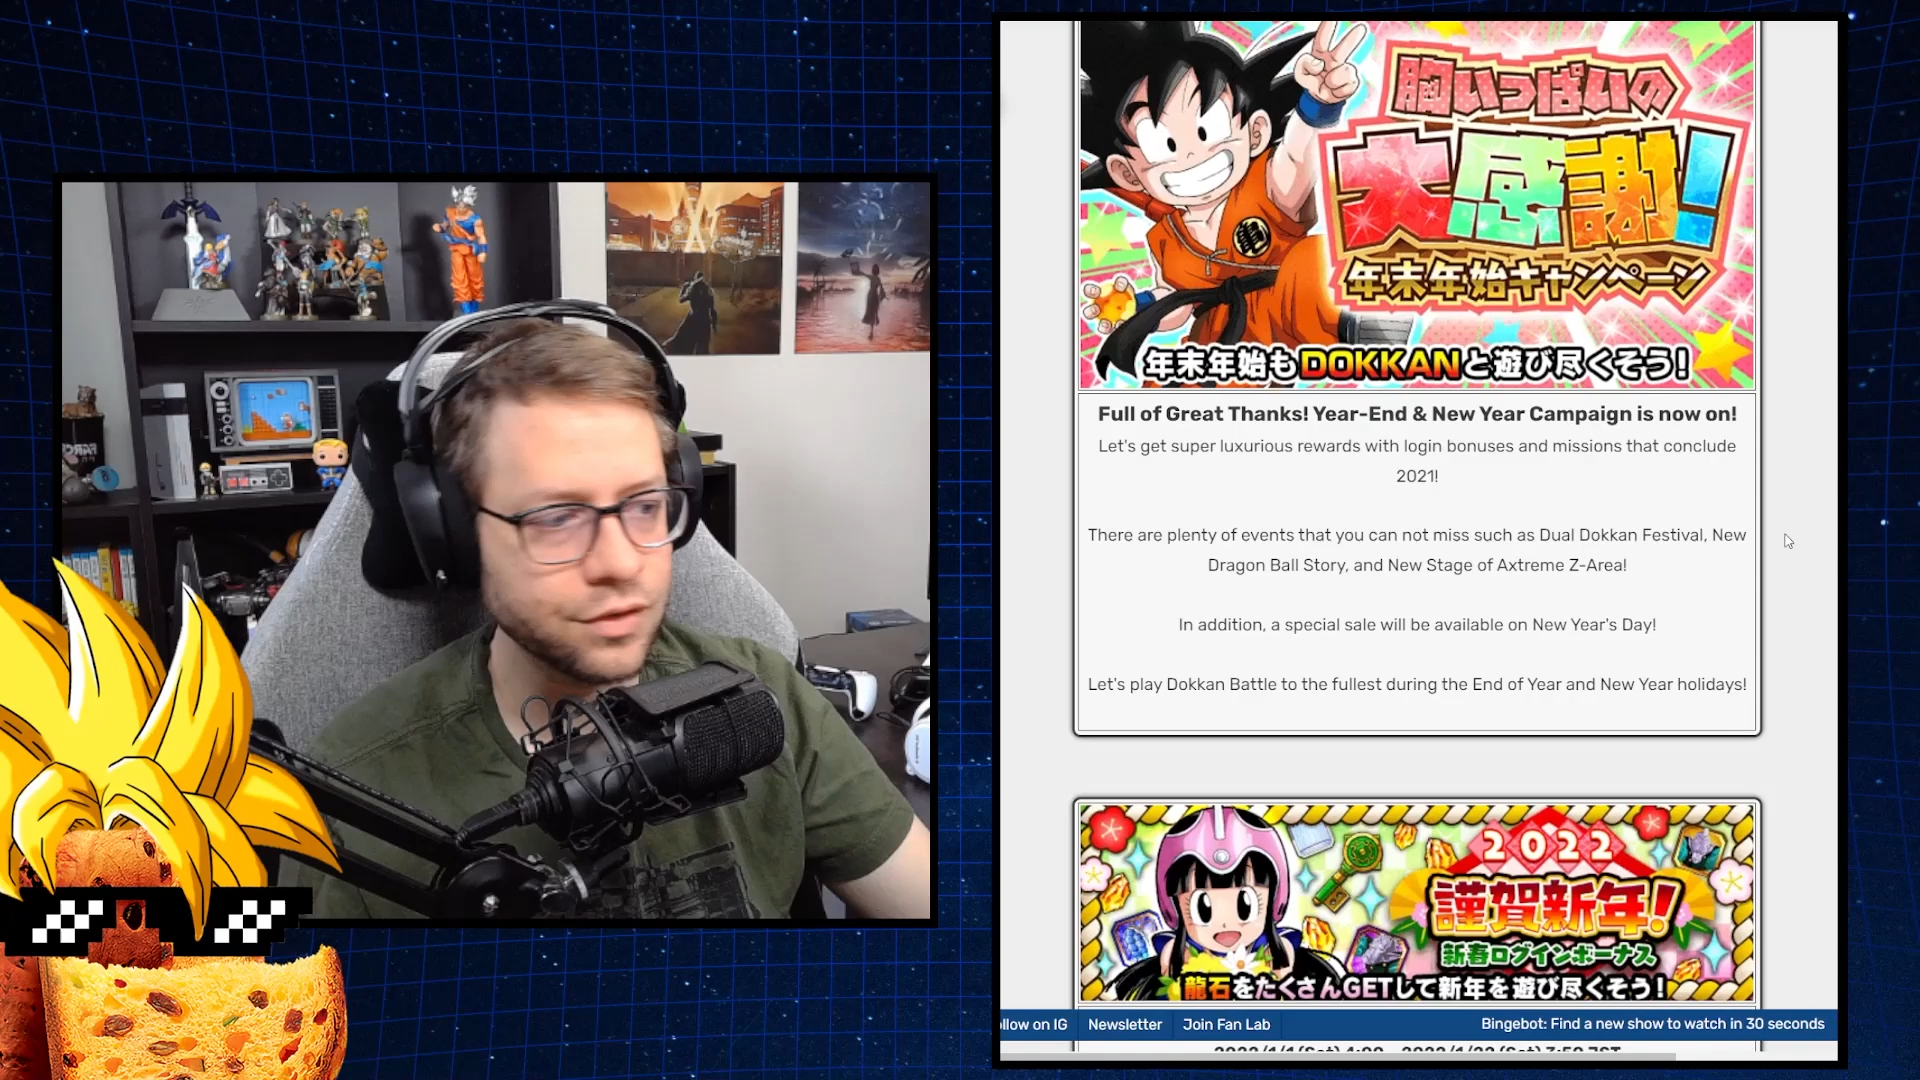 胸いっぱいの
大感謝!
年末年始キャンペーン
年末年始もDOKKANと遊び尽くそう!
Full of Great Thanks! Year-End & New Year Campaign is now on!
Let's get super luxurious rewards with login bonuses and missions that conclude
2021!
There are plenty of events that you can not miss such as Dual Dokkan Festival, New
Dragon Ball Story, and New Stage of Axtreme Z-Area!
In addition, a special sale will be available on New Year's Day!
Let's play Dokkan Battle to the fullest during the End of Year and New Year holidays!
2022
謹賀新年!
新春ログインボーナス
龍石をたくさんGETして新年を遊び尽くそう!
llow on IG
Newsletter
Join Fan Lab
Bingebot: Find a new show to watch in 30 seconds